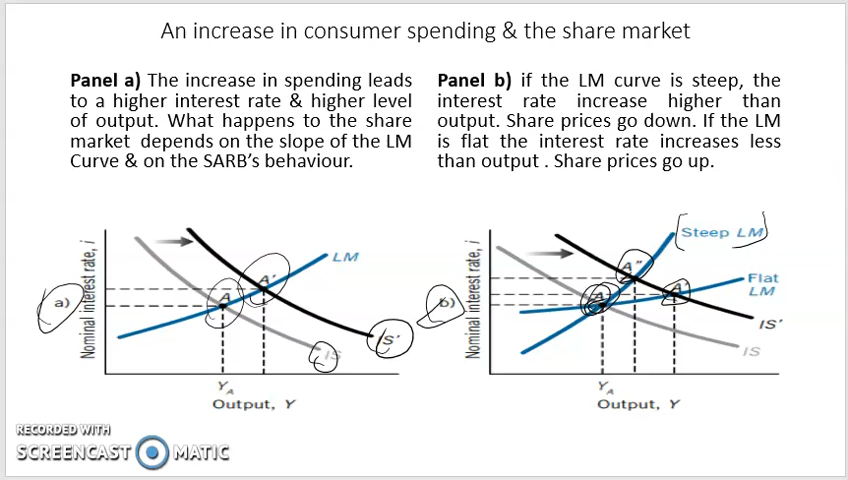 An increase in consumer spending & the share market
Panel a) The increase in spending leads
to a higher interest rate & higher level
of output. What happens to the share
market depends on the slope of the LM
Curve & on the SARB's behaviour.
Panel b) if the LM curve is steep, the
interest rate increase higher than
output. Share prices go down. If the LM
is flat the interest rate increases less
than output . Share prices go up.
a)
Nominal interest rate, i
A
A'
LM
IS'
IS
Y_A
Output, Y
b)
Nominal interest rate, i
A
A''
A'
Steep LM
Flat
LM
IS'
IS
Y_A
Output, Y
RECORDED WITH
SCREENCAST MATIC